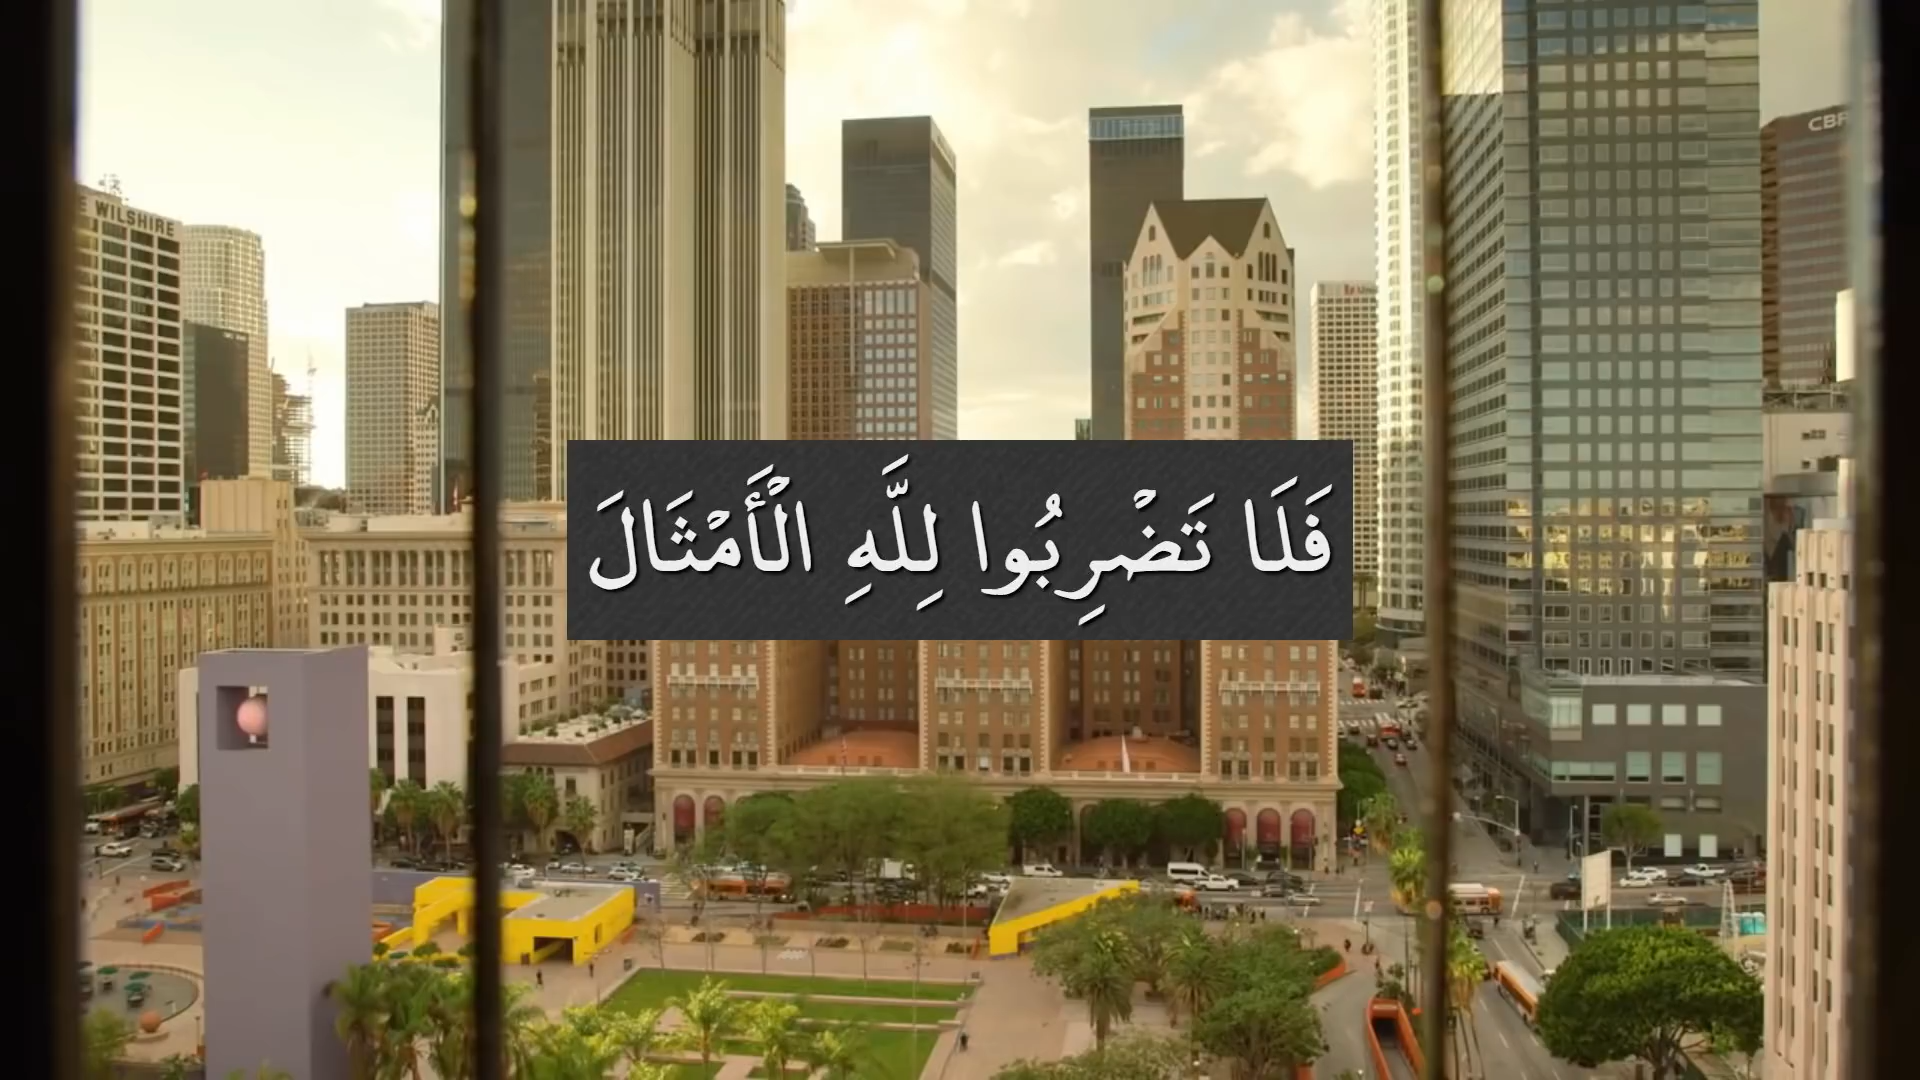 فَلَا تَضْرِبُوا لِلَّهِ الْأَمْثَالَ
E WILSHIRE
CBR